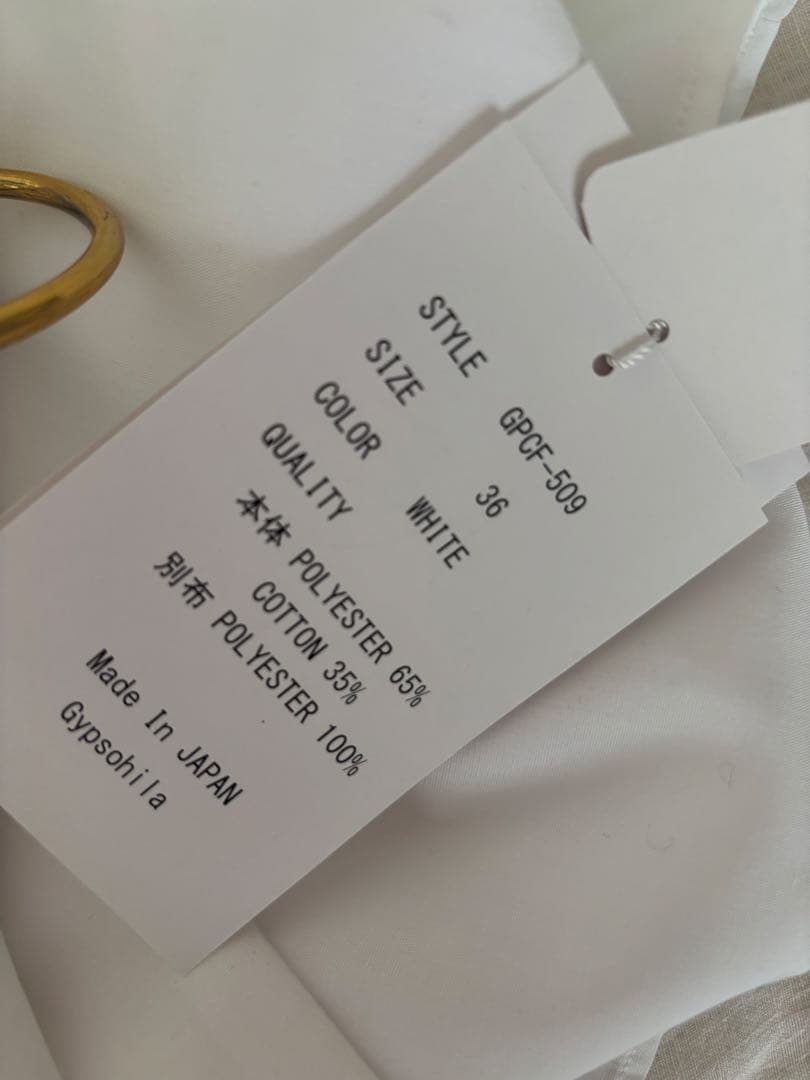 STYLE GPCF-509
SIZE 36
COLOR WHITE
QUALITY
本体 POLYESTER 65%
COTTON 35%
別布 POLYESTER 100%
Made In JAPAN
Gypsohila